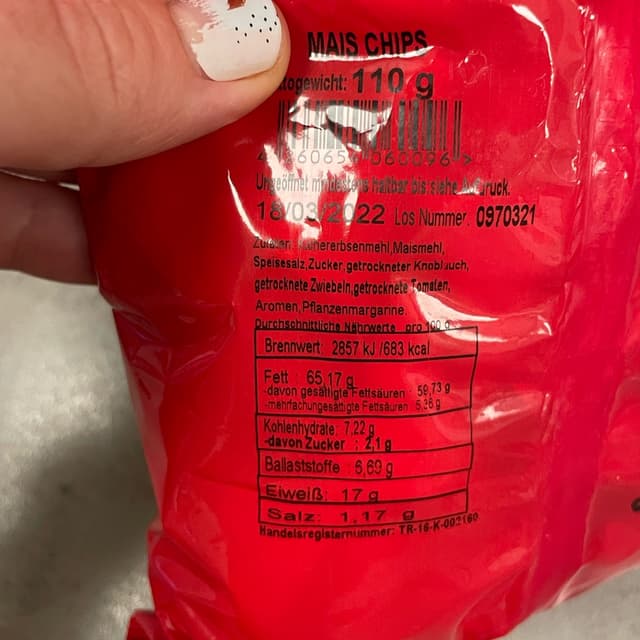 MAIS CHIPS
110 g
Ungeöffnet mindestens haltbar bis: siehe Aufdruck.
18/03/2022 Los Nummer. 0970321
Zutaten: Maismehl,
Speisesalz,Zucker,getrockneter Knoblauch,
getrocknete Zwiebeln,getrocknete Tomaten,
Aromen,Pflanzenmargarine.
Durchschnittliche Nährwerte pro 100 g
Brennwert: 2857 kJ /683 kcal
Fett : 65,17 g
-davon gesättigte Fettsäuren : 59,73 g
-mehrfachungesättigte Fettsäuren : 5,36 g
Kohlenhydrate: 7,22 g
-davon Zucker : 2,1 g
Ballaststoffe : 6,69 g
Eiweiß: 17 g
Salz: 1,17 g
Handelsregisternummer: TR-16-K-002160